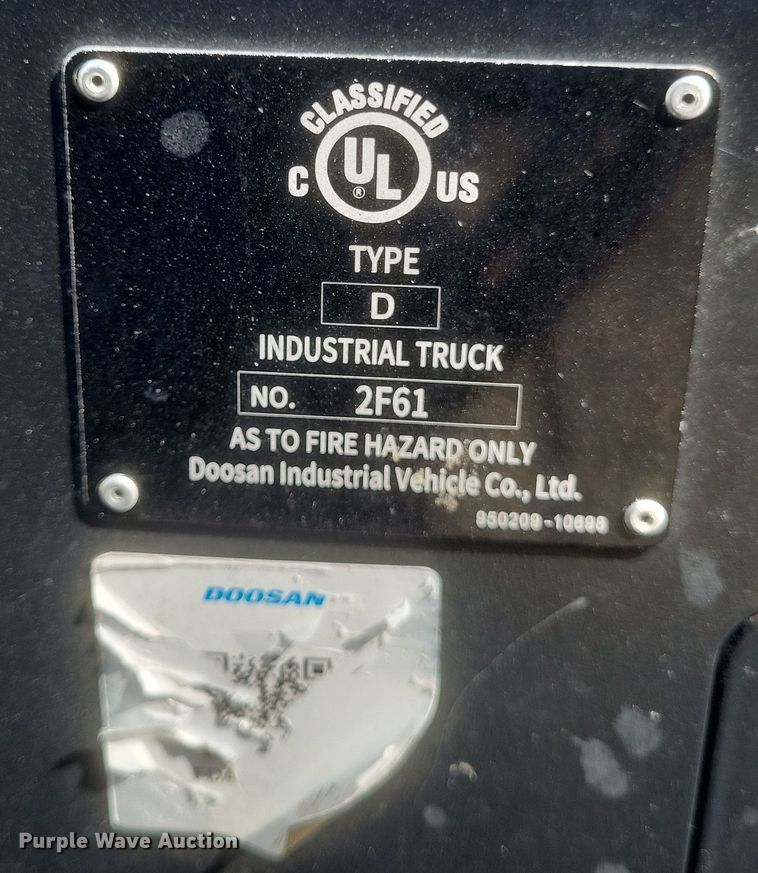 CLASSIFIED
C UL® US
TYPE
D
INDUSTRIAL TRUCK
NO. 2F61
AS TO FIRE HAZARD ONLY
Doosan Industrial Vehicle Co., Ltd.
950209-10696
DOOSAN
Purple Wave Auction